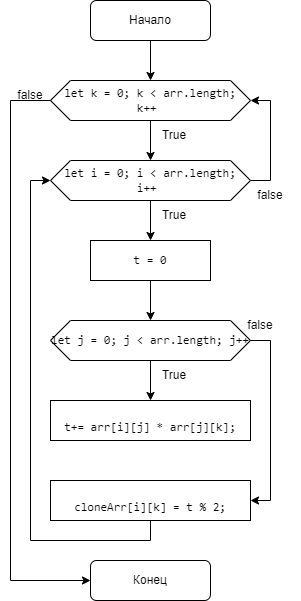 Начало
let k = 0; k < arr.length;
k++
false
True
let i = 0; i < arr.length;
i++
false
True
t = 0
let j = 0; j < arr.length; j++
false
True
t+= arr[i][j] * arr[j][k];
cloneArr[i][k] = t % 2;
Конец